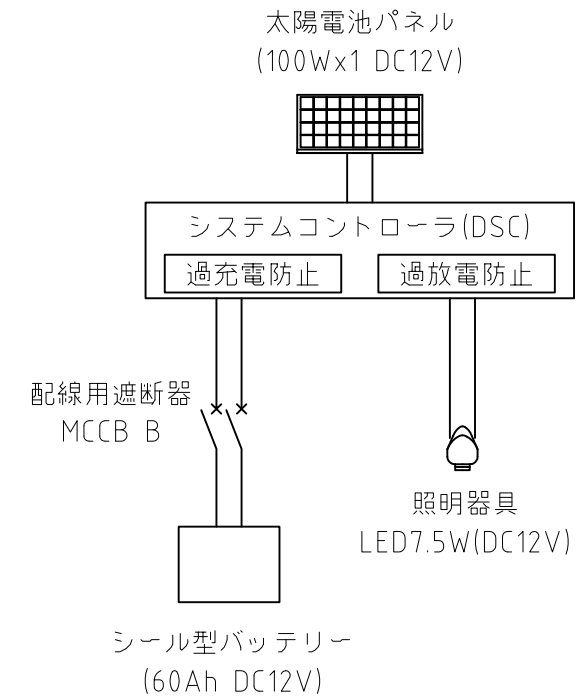 太陽電池パネル
(100Wx1 DC12V)
システムコントローラ(DSC)
過充電防止
過放電防止
配線用遮断器
MCCB B
照明器具
LED7.5W(DC12V)
シール型バッテリー
(60Ah DC12V)